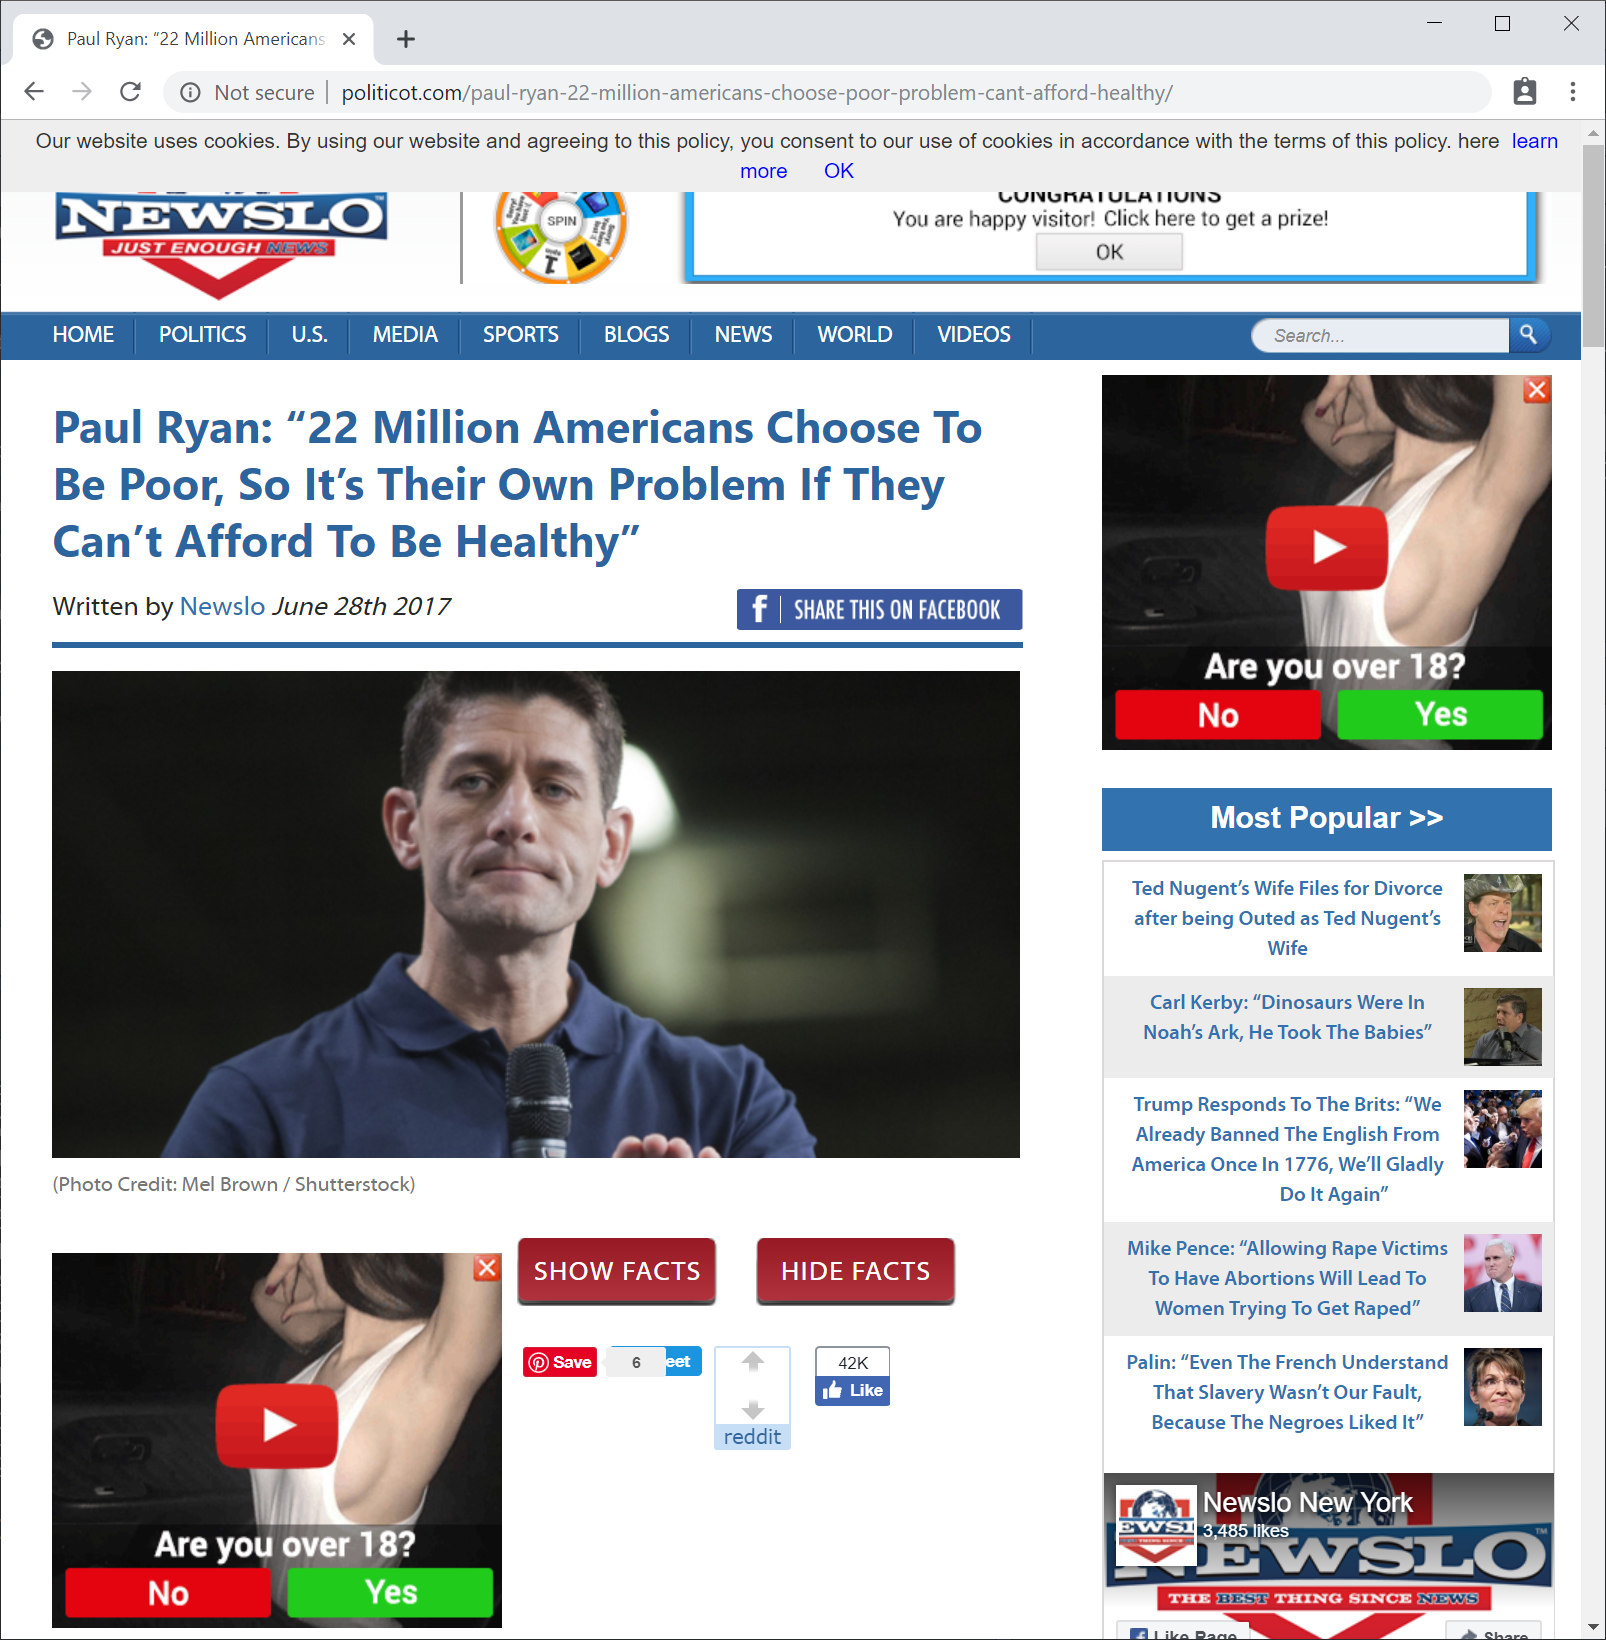 Paul Ryan: “22 Million Americans
Not secure
politicot.com/paul-ryan-22-million-americans-choose-poor-problem-cant-afford-healthy/
Our website uses cookies. By using our website and agreeing to this policy, you consent to our use of cookies in accordance with the terms of this policy. here learn
more OK
NEWSLO
JUST ENOUGH NEWS
SPIN
CONGRATULATIONS
You are happy visitor! Click here to get a prize!
OK
HOME POLITICS U.S. MEDIA SPORTS BLOGS NEWS WORLD VIDEOS Search...
Paul Ryan: “22 Million Americans Choose To
Be Poor, So It’s Their Own Problem If They
Can’t Afford To Be Healthy”
Written by Newslo June 28th 2017
f SHARE THIS ON FACEBOOK
(Photo Credit: Mel Brown / Shutterstock)
Are you over 18?
No Yes
SHOW FACTS HIDE FACTS
Save
6 eet
reddit
42K
Like
Are you over 18?
No Yes
Most Popular >>
Ted Nugent’s Wife Files for Divorce
after being Outed as Ted Nugent’s
Wife
Carl Kerby: “Dinosaurs Were In
Noah’s Ark, He Took The Babies”
Trump Responds To The Brits: “We
Already Banned The English From
America Once In 1776, We’ll Gladly
Do It Again”
Mike Pence: “Allowing Rape Victims
To Have Abortions Will Lead To
Women Trying To Get Raped”
Palin: “Even The French Understand
That Slavery Wasn’t Our Fault,
Because The Negroes Liked It”
Newslo New York
3,485 likes
EWSLO
THE BEST THING SINCE NEWS
Like Page Share